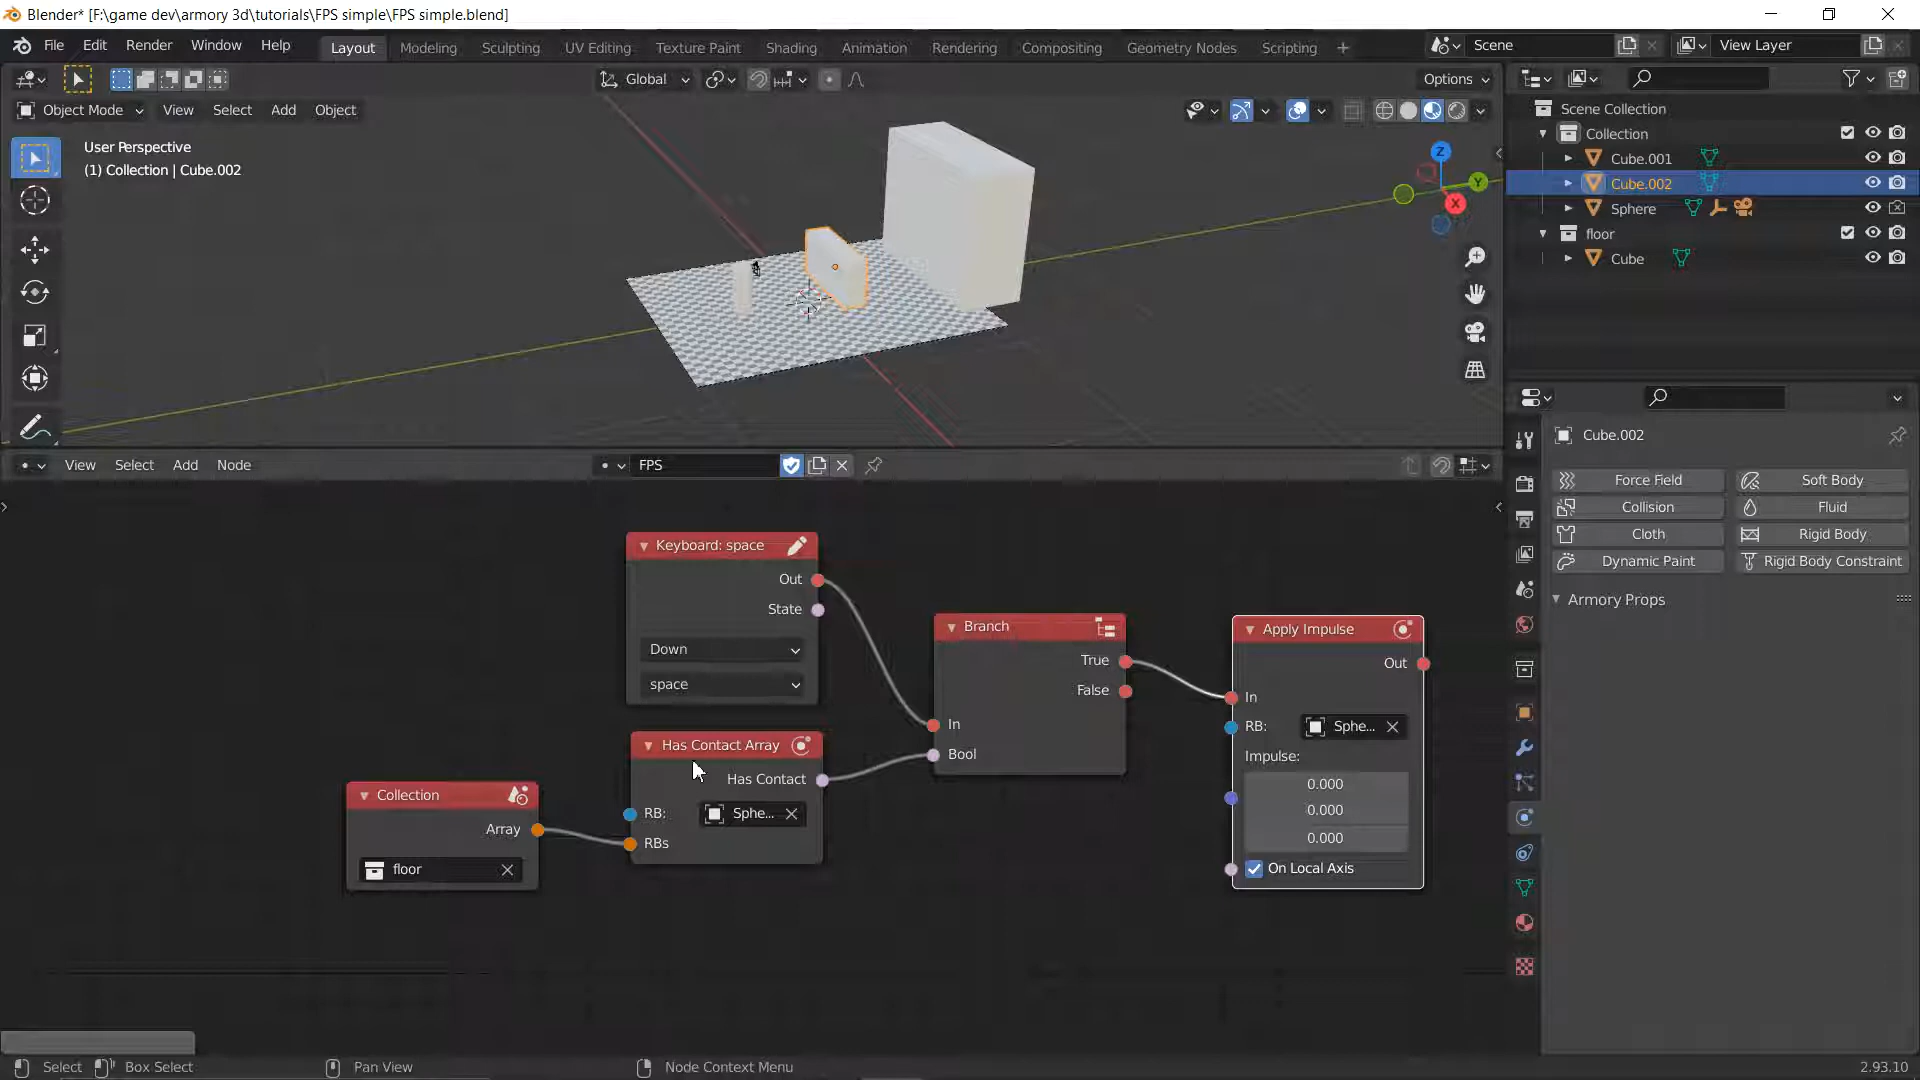 Blender* [F:\game dev\armory 3d\tutorials\FPS simple\FPS simple.blend]
File Edit Render Window Help Layout Modeling Sculpting UV Editing Texture Paint Shading Animation Rendering Compositing Geometry Nodes Scripting + Scene View Layer
Global Options
Object Mode View Select Add Object
User Perspective
(1) Collection | Cube.002
Z
Y
X
Scene Collection
Collection
Cube.001
Cube.002
Sphere
floor
Cube
View Select Add Node FPS
Cube.002
Force Field Soft Body
Collision Fluid
Cloth Rigid Body
Dynamic Paint Rigid Body Constraint
Armory Props
Keyboard: space
Out
State
Down
space
Has Contact Array
Has Contact
RB: Sphe...
RBs
Collection
Array
floor
Branch
True
False
In
Bool
Apply Impulse
Out
In
RB: Sphe...
Impulse:
0.000
0.000
0.000
On Local Axis
Select Box Select Pan View Node Context Menu 2.93.10